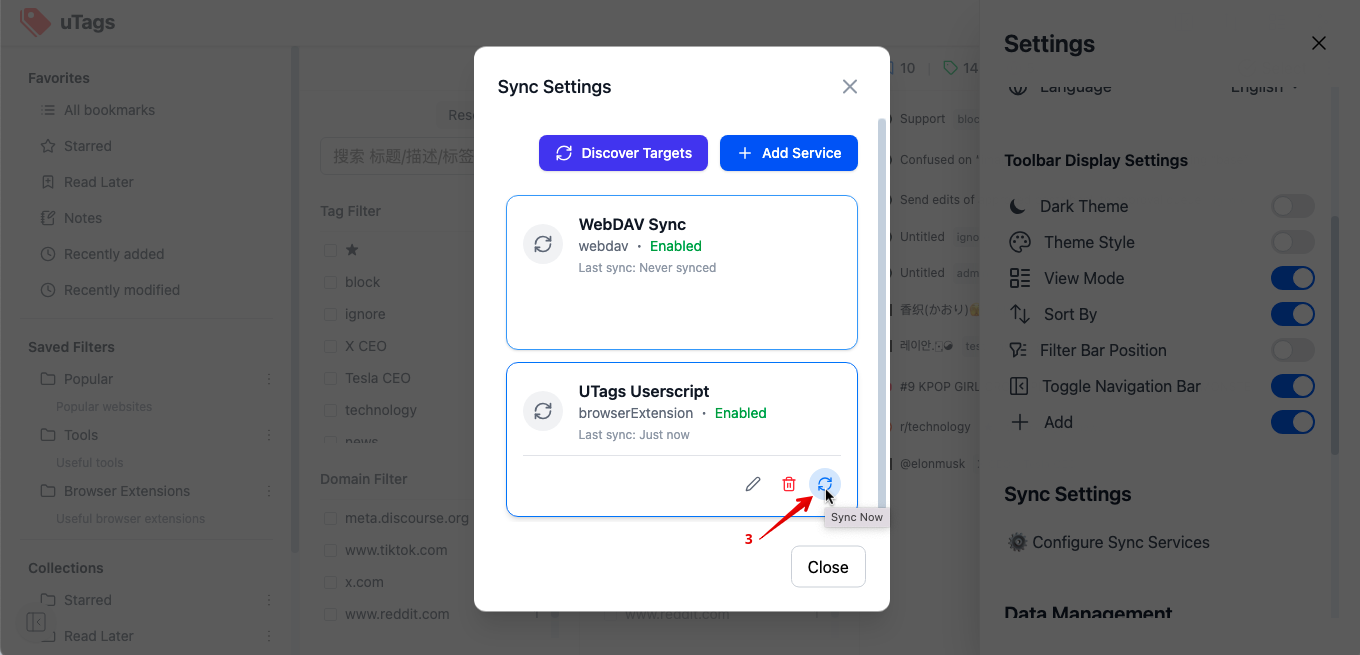 uTags
Favorites
All bookmarks
Starred
Read Later
Notes
Recently added
Recently modified
Saved Filters
Popular
Popular websites
Tools
Useful tools
Browser Extensions
Useful browser extensions
Collections
Starred
Read Later
搜索 标题/描述/标签
Tag Filter
★
block
ignore
X CEO
Tesla CEO
technology
news
Domain Filter
meta.discourse.org
www.tiktok.com
x.com
www.reddit.com
Sync Settings
Discover Targets
+ Add Service
WebDAV Sync
webdav · Enabled
Last sync: Never synced
UTags Userscript
browserExtension · Enabled
Last sync: Just now
Sync Now
3
Close
www.reddit.com
10 | 14
Support
Confused on
Send edits of
Untitled
Untitled
香织(かおり)
레이안
#9 KPOP GIRL
r/technology
@elonmusk
Settings
Language English
Toolbar Display Settings
Dark Theme
Theme Style
View Mode
Sort By
Filter Bar Position
Toggle Navigation Bar
Add
Sync Settings
Configure Sync Services
Data Management